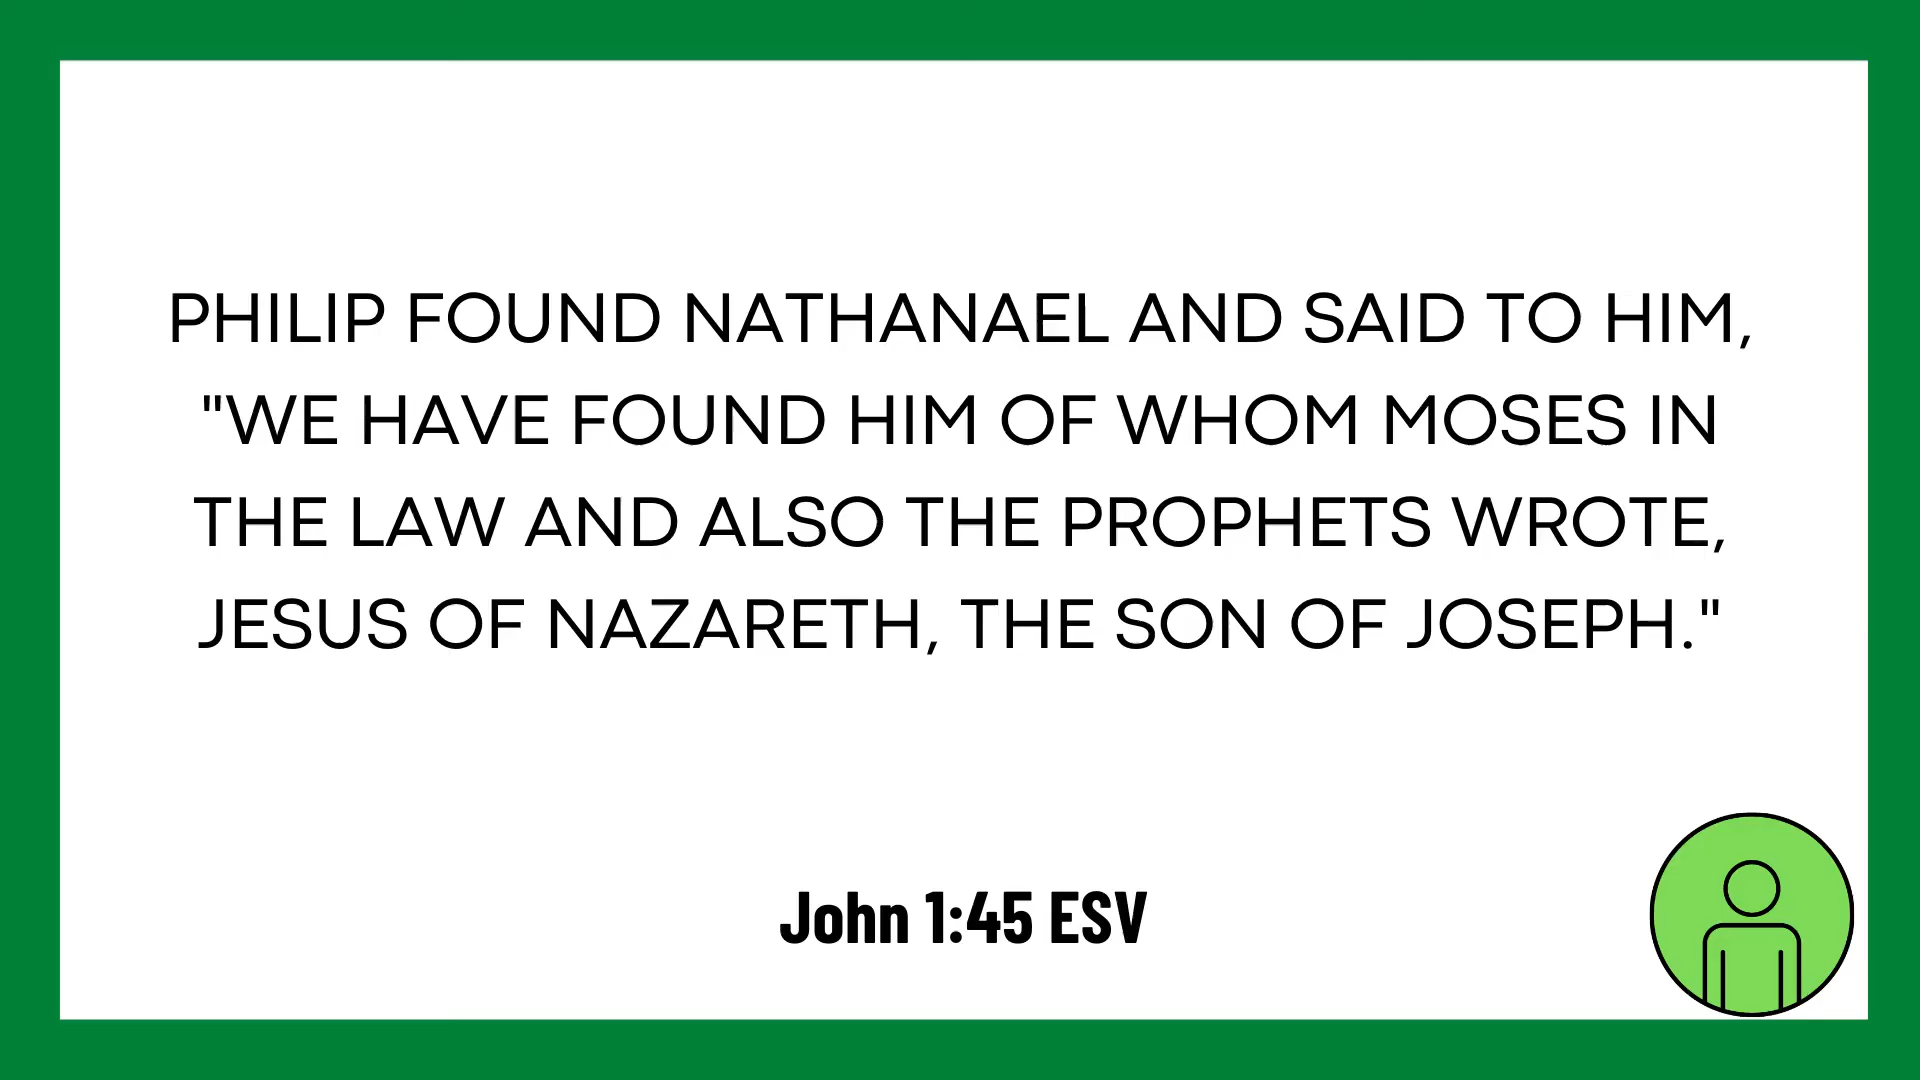 PHILIP FOUND NATHANAEL AND SAID TO HIM,
"WE HAVE FOUND HIM OF WHOM MOSES IN
THE LAW AND ALSO THE PROPHETS WROTE,
JESUS OF NAZARETH, THE SON OF JOSEPH."
John 1:45 ESV